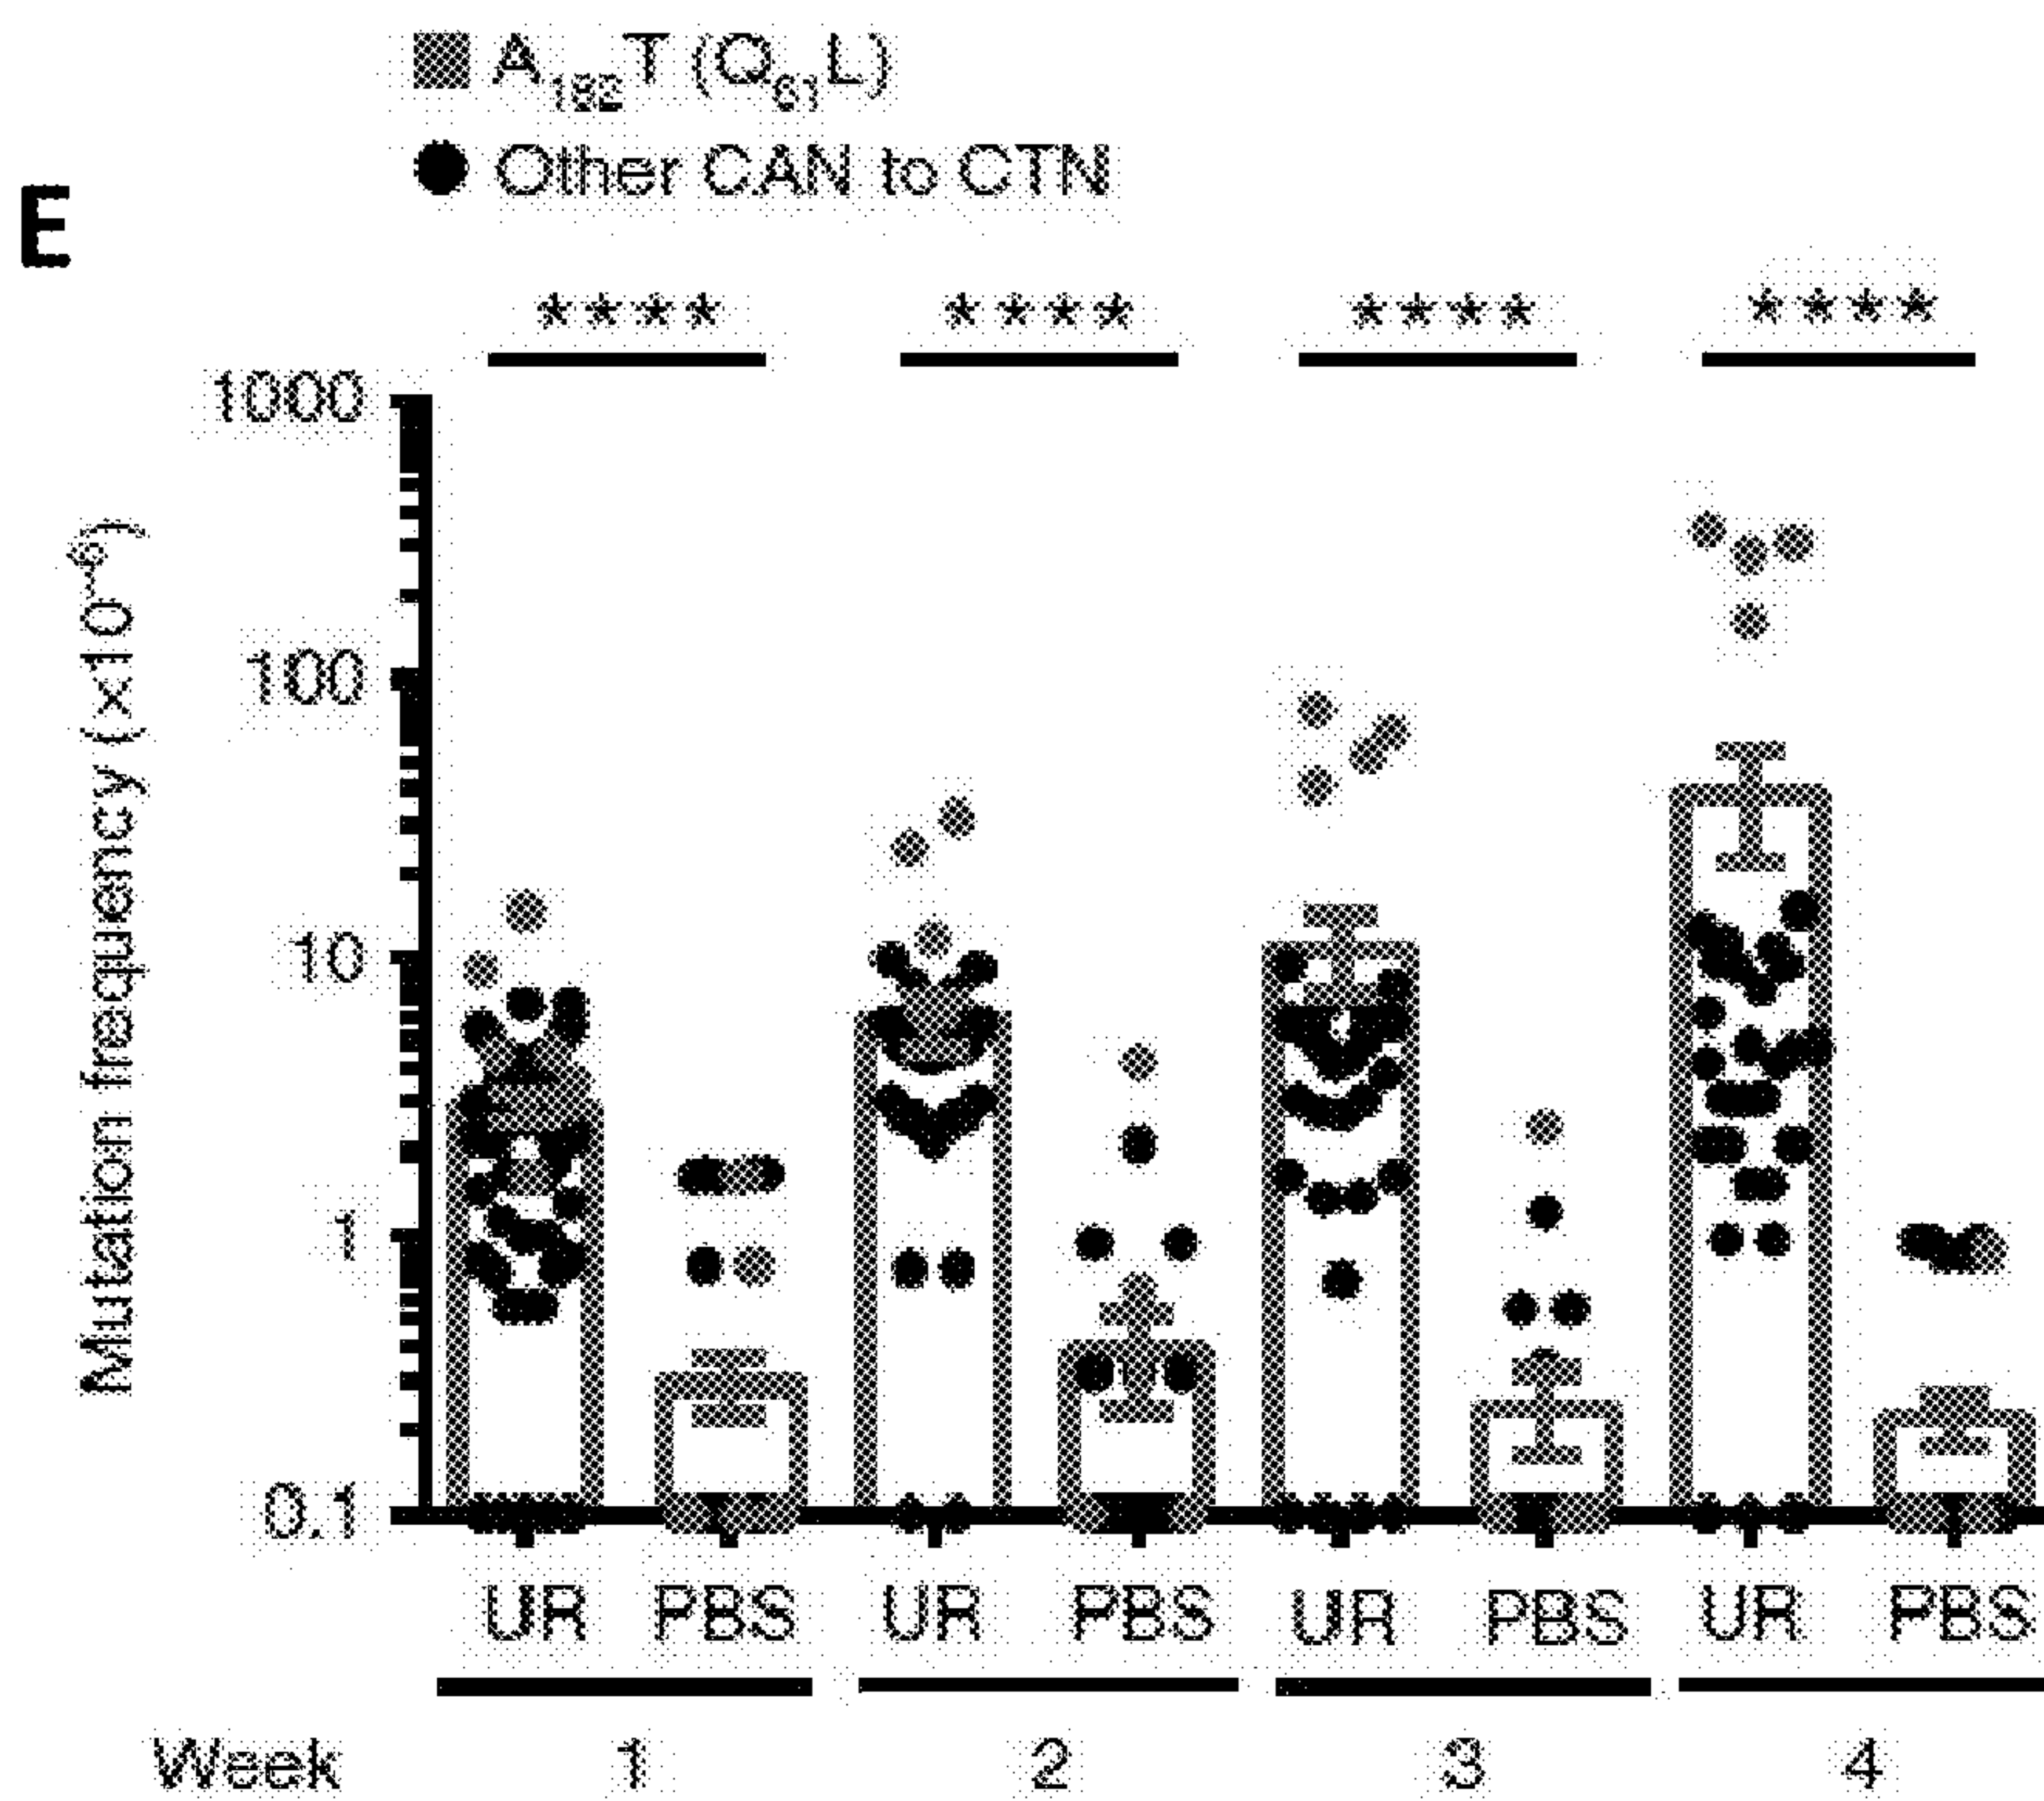 A182T (Q61L)
Other CAN to CTN
E
**** **** **** ****
Mutation frequency (x10-6)
1000
100
10
1
0.1
UR PBS UR PBS UR PBS UR PBS
Week 1 2 3 4